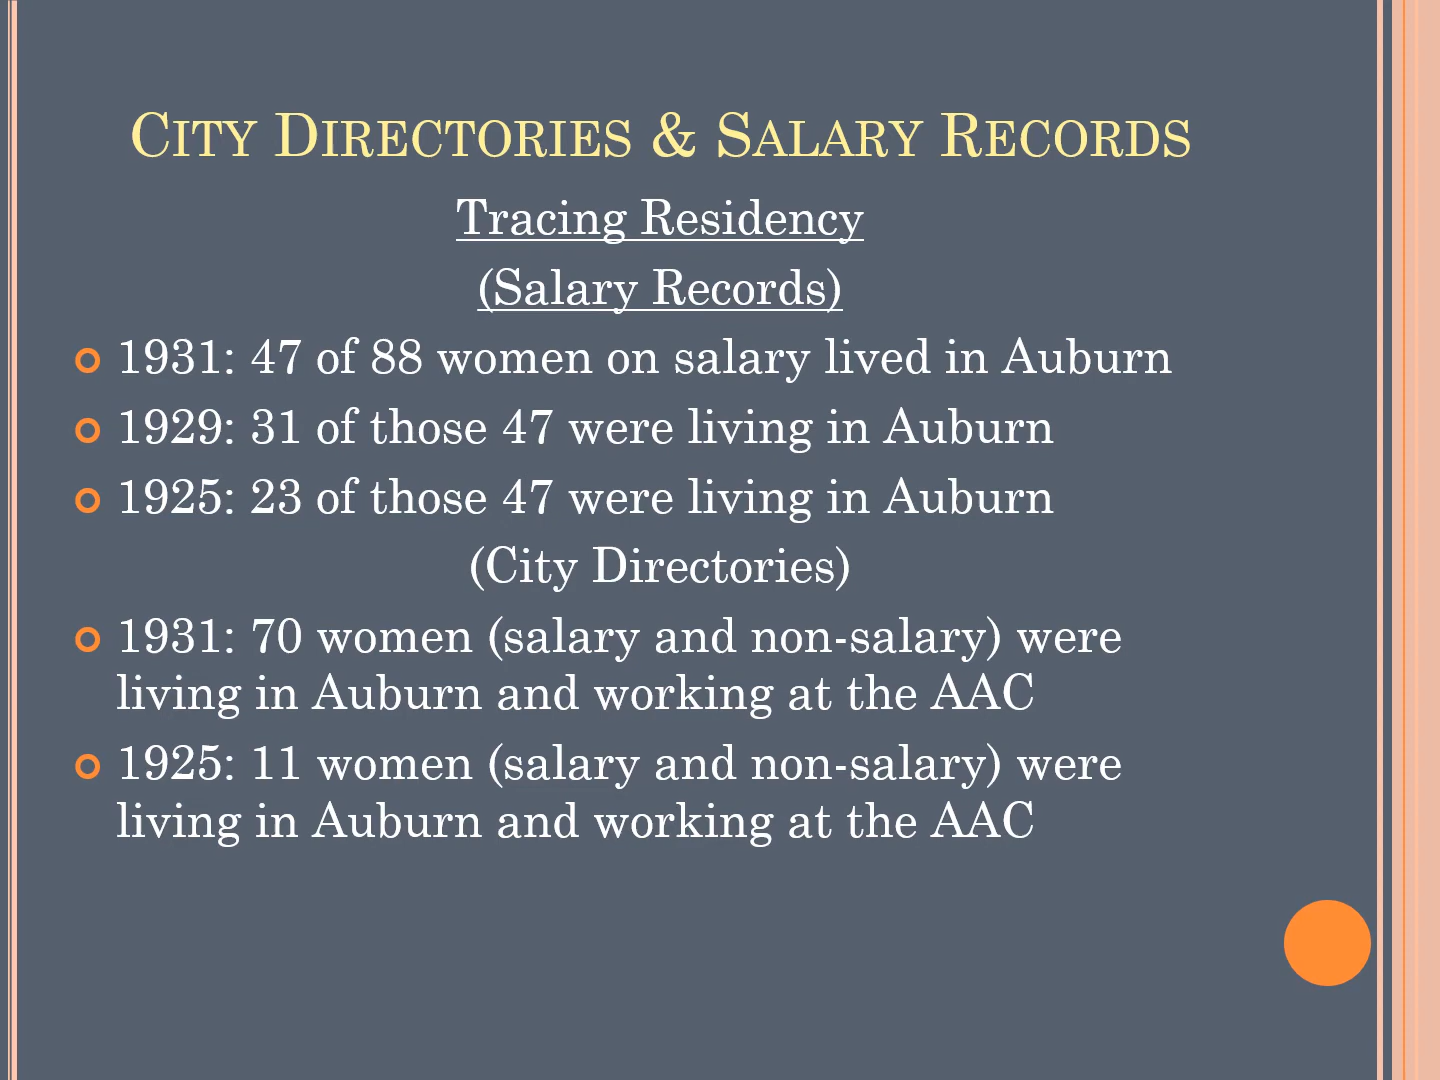 CITY DIRECTORIES & SALARY RECORDS
Tracing Residency
(Salary Records)
1931: 47 of 88 women on salary lived in Auburn
1929: 31 of those 47 were living in Auburn
1925: 23 of those 47 were living in Auburn
(City Directories)
1931: 70 women (salary and non-salary) were
living in Auburn and working at the AAC
1925: 11 women (salary and non-salary) were
living in Auburn and working at the AAC